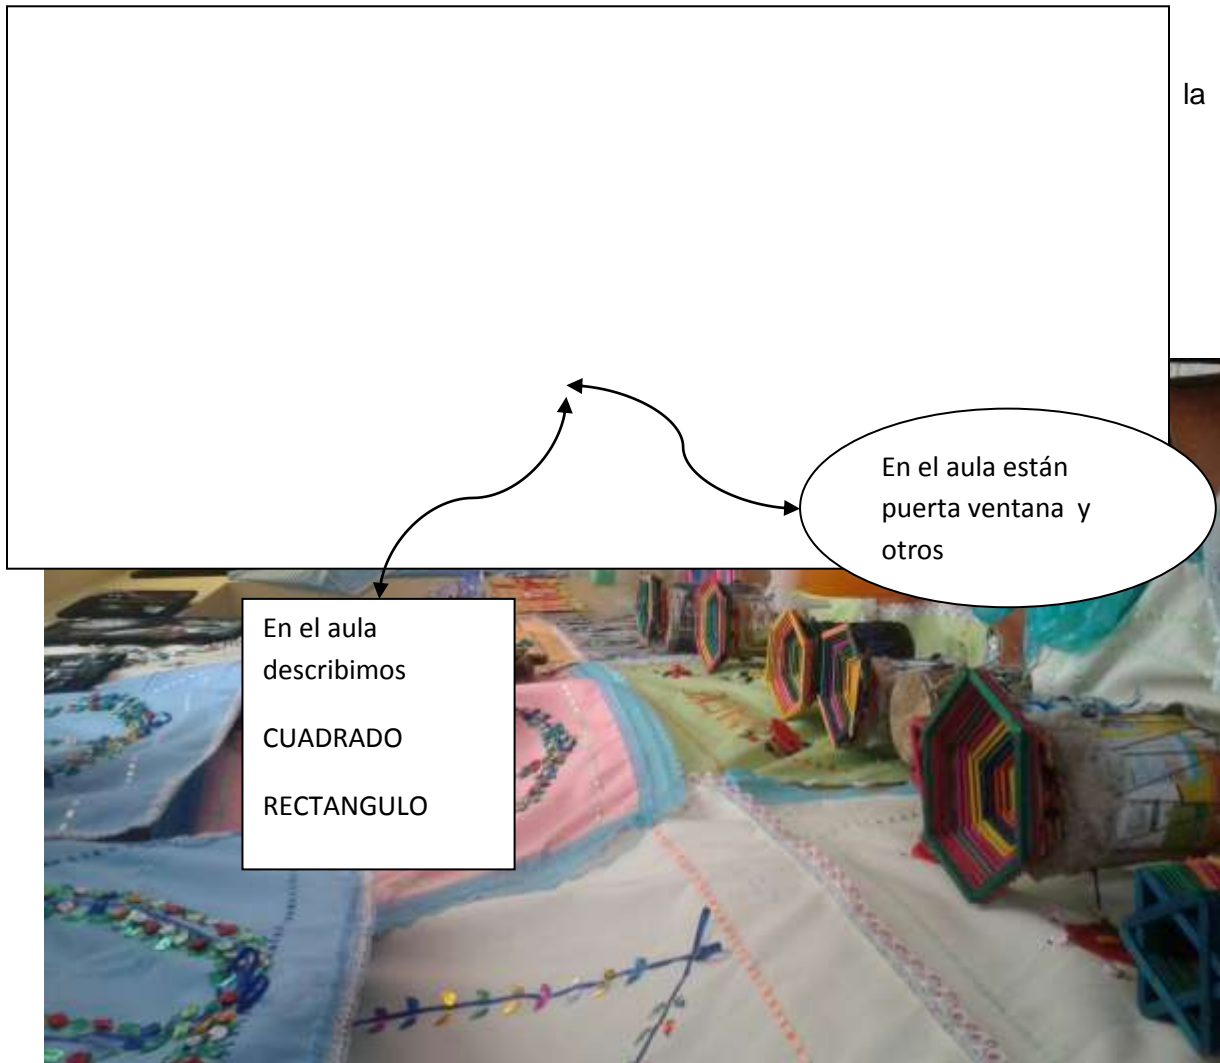 la
En el aula están
puerta ventana y
otros
En el aula
describimos
CUADRADO
RECTANGULO